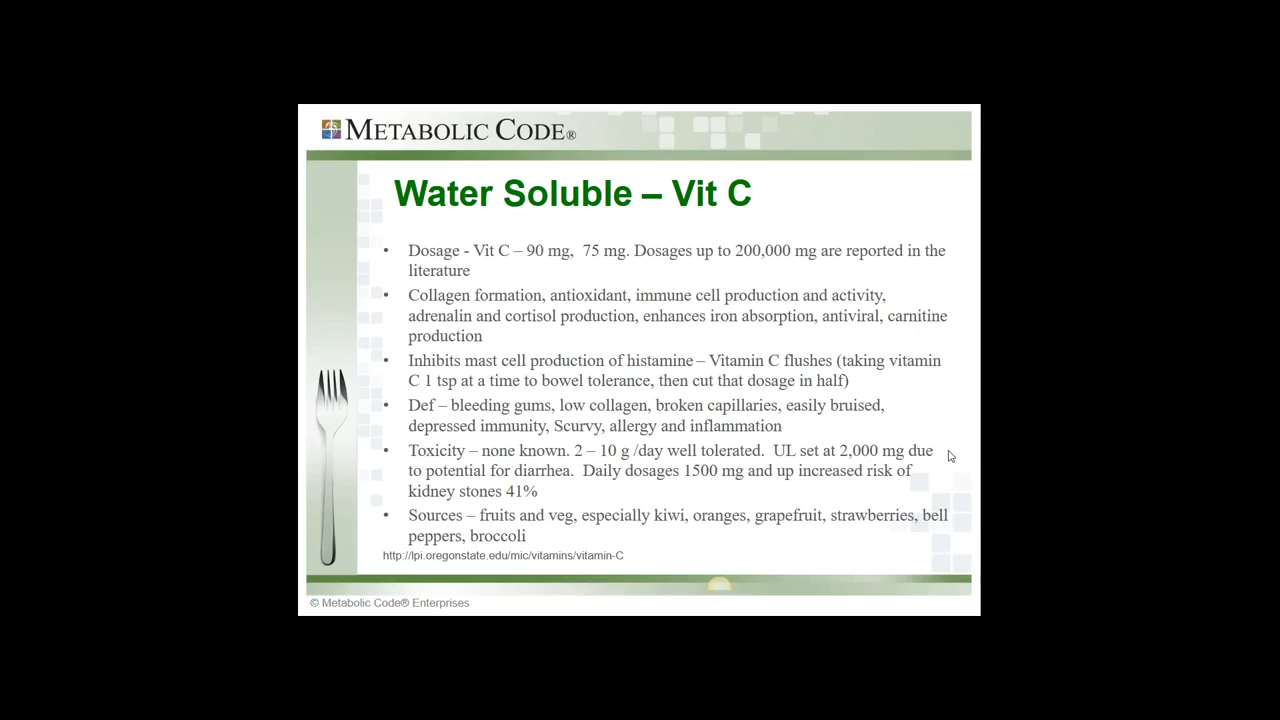 METABOLIC CODE®
Water Soluble – Vit C
• Dosage - Vit C – 90 mg,  75 mg. Dosages up to 200,000 mg are reported in the
literature
• Collagen formation, antioxidant, immune cell production and activity,
adrenalin and cortisol production, enhances iron absorption, antiviral, carnitine
production
• Inhibits mast cell production of histamine – Vitamin C flushes (taking vitamin
C 1 tsp at a time to bowel tolerance, then cut that dosage in half)
• Def – bleeding gums, low collagen, broken capillaries, easily bruised,
depressed immunity, Scurvy, allergy and inflammation
• Toxicity – none known. 2 – 10 g /day well tolerated.  UL set at 2,000 mg due
to potential for diarrhea.  Daily dosages 1500 mg and up increased risk of
kidney stones 41%
• Sources – fruits and veg, especially kiwi, oranges, grapefruit, strawberries, bell
peppers, broccoli
http://lpi.oregonstate.edu/mic/vitamins/vitamin-C
© Metabolic Code® Enterprises